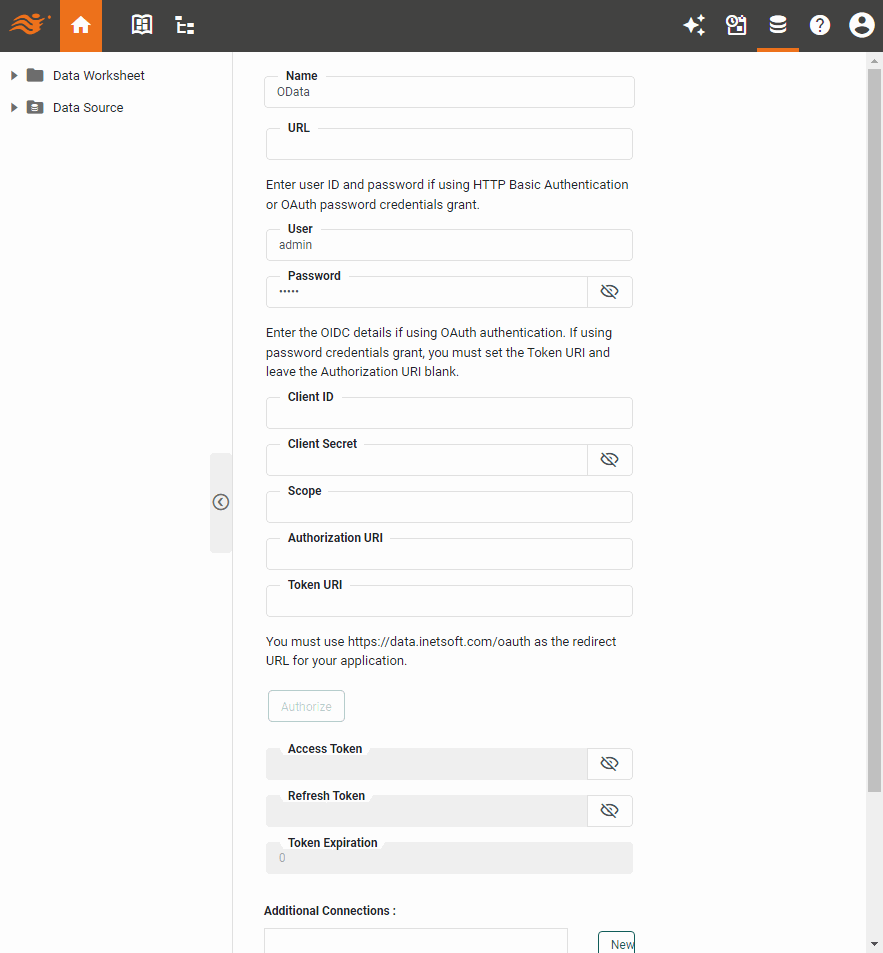 Data Worksheet
Data Source
Name
OData
URL
Enter user ID and password if using HTTP Basic Authentication
or OAuth password credentials grant.
User
admin
Password
•••••
Enter the OIDC details if using OAuth authentication. If using
password credentials grant, you must set the Token URI and
leave the Authorization URI blank.
Client ID
Client Secret
Scope
Authorization URI
Token URI
You must use https://data.inetsoft.com/oauth as the redirect
URL for your application.
Authorize
Access Token
Refresh Token
Token Expiration
0
Additional Connections :
New